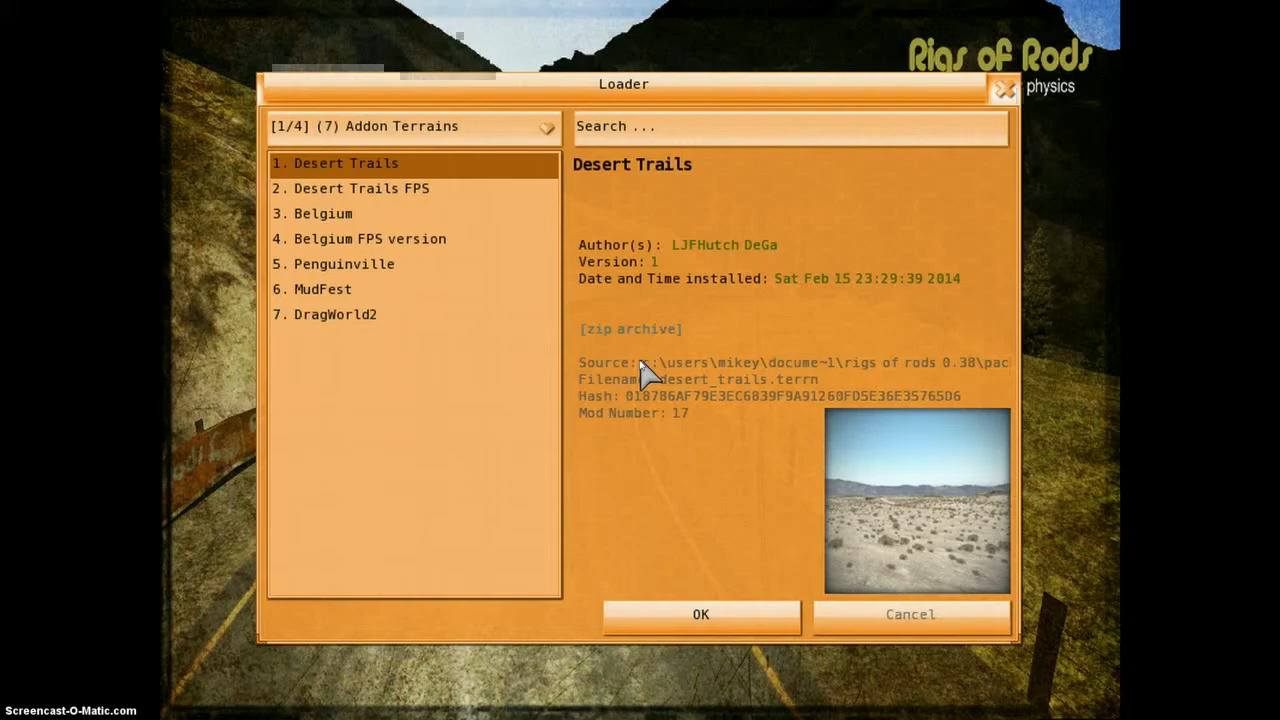 Rigs of Rods
physics
Loader
[1/4] (7) Addon Terrains
Search ...
1. Desert Trails
2. Desert Trails FPS
3. Belgium
4. Belgium FPS version
5. Penguinville
6. MudFest
7. DragWorld2
Desert Trails
Author(s): LJFHutch DeGa
Version: 1
Date and Time installed: Sat Feb 15 23:29:39 2014
[zip archive]
Source: :\users\mikey\docume~1\rigs of rods 0.38\pac
Filenam desert_trails.terrn
Hash: 018786AF79E3EC6839F9A91260FD5E36E35765D6
Mod Number: 17
OK
Cancel
Screencast-O-Matic.com